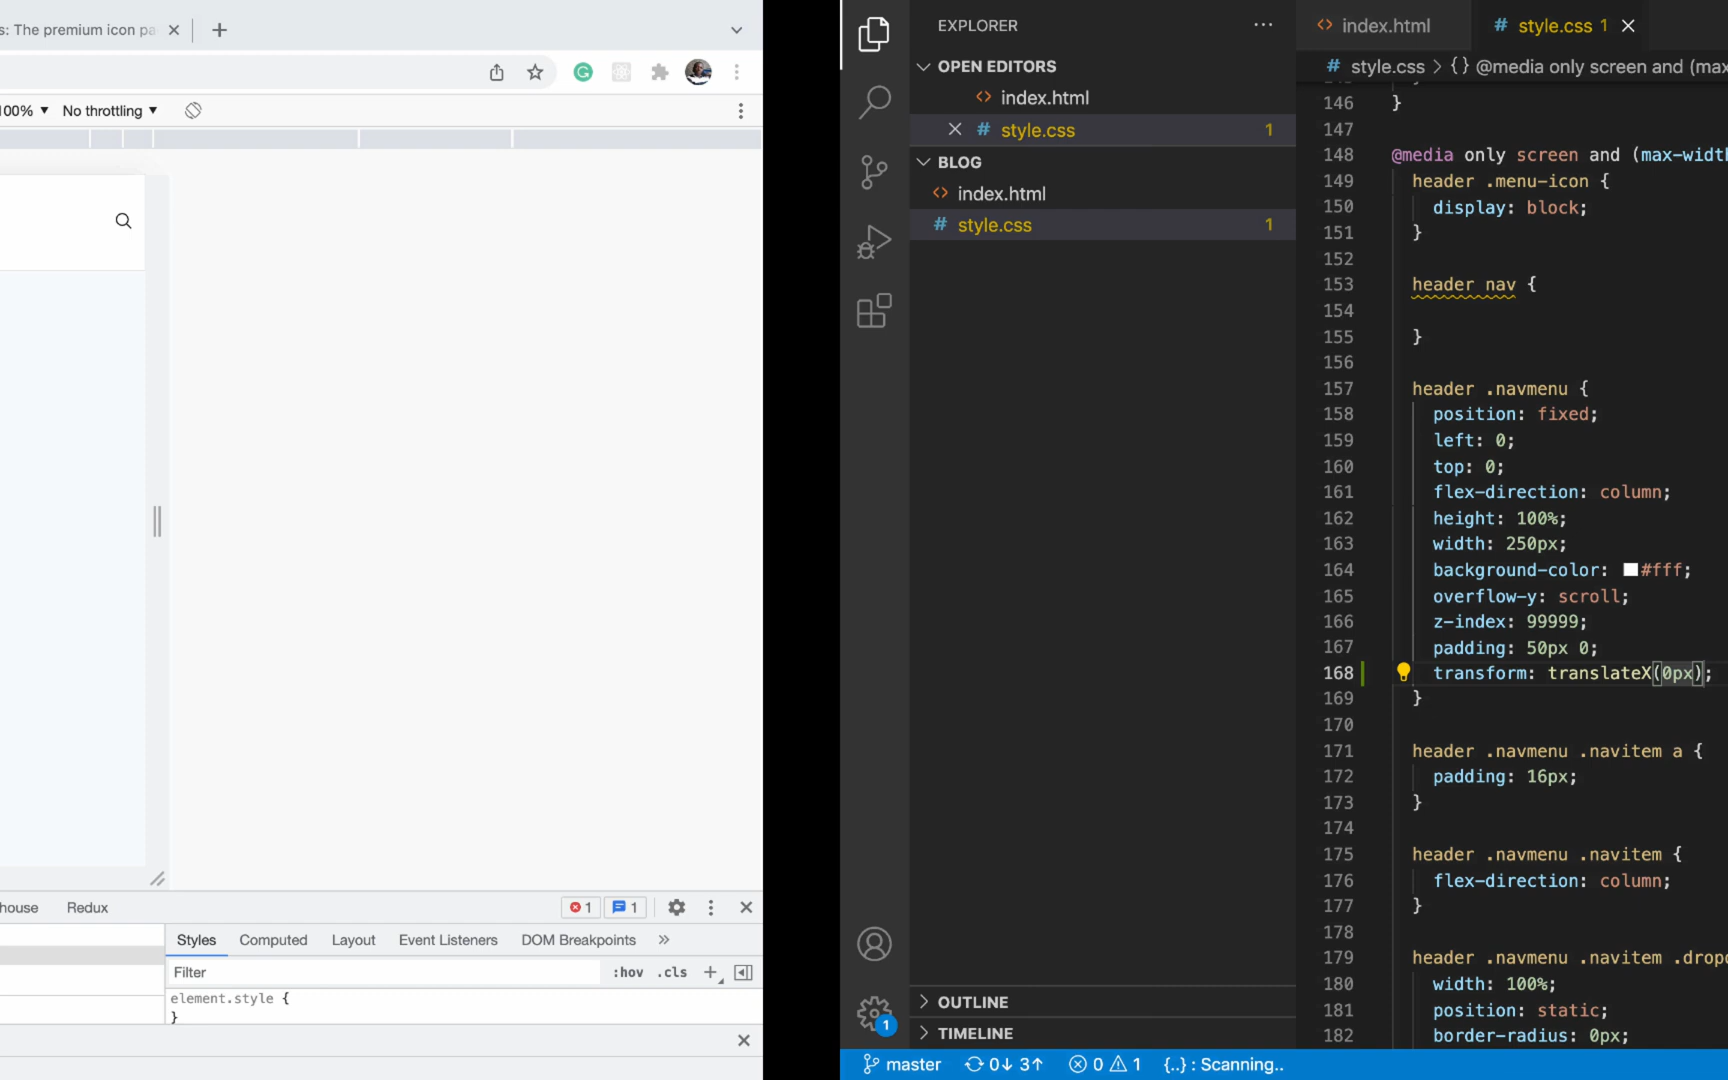 s: The premium icon pa
100% ▼ No throttling ▼
house Redux
1 1
Styles Computed Layout Event Listeners DOM Breakpoints »
Filter :hov .cls +
element.style {
}
EXPLORER ...
OPEN EDITORS
<> index.html
# style.css 1
BLOG
<> index.html
# style.css 1
OUTLINE
TIMELINE
1
<> index.html # style.css 1
# style.css > {} @media only screen and (max
146 }
147
148 @media only screen and (max-width
149 header .menu-icon {
150 display: block;
151 }
152
153 header nav {
154
155 }
156
157 header .navmenu {
158 position: fixed;
159 left: 0;
160 top: 0;
161 flex-direction: column;
162 height: 100%;
163 width: 250px;
164 background-color: #fff;
165 overflow-y: scroll;
166 z-index: 99999;
167 padding: 50px 0;
168 transform: translateX(0px);
169 }
170
171 header .navmenu .navitem a {
172 padding: 16px;
173 }
174
175 header .navmenu .navitem {
176 flex-direction: column;
177 }
178
179 header .navmenu .navitem .dropd
180 width: 100%;
181 position: static;
182 border-radius: 0px;
master 0↓ 3↑ 0 1 {..} : Scanning..